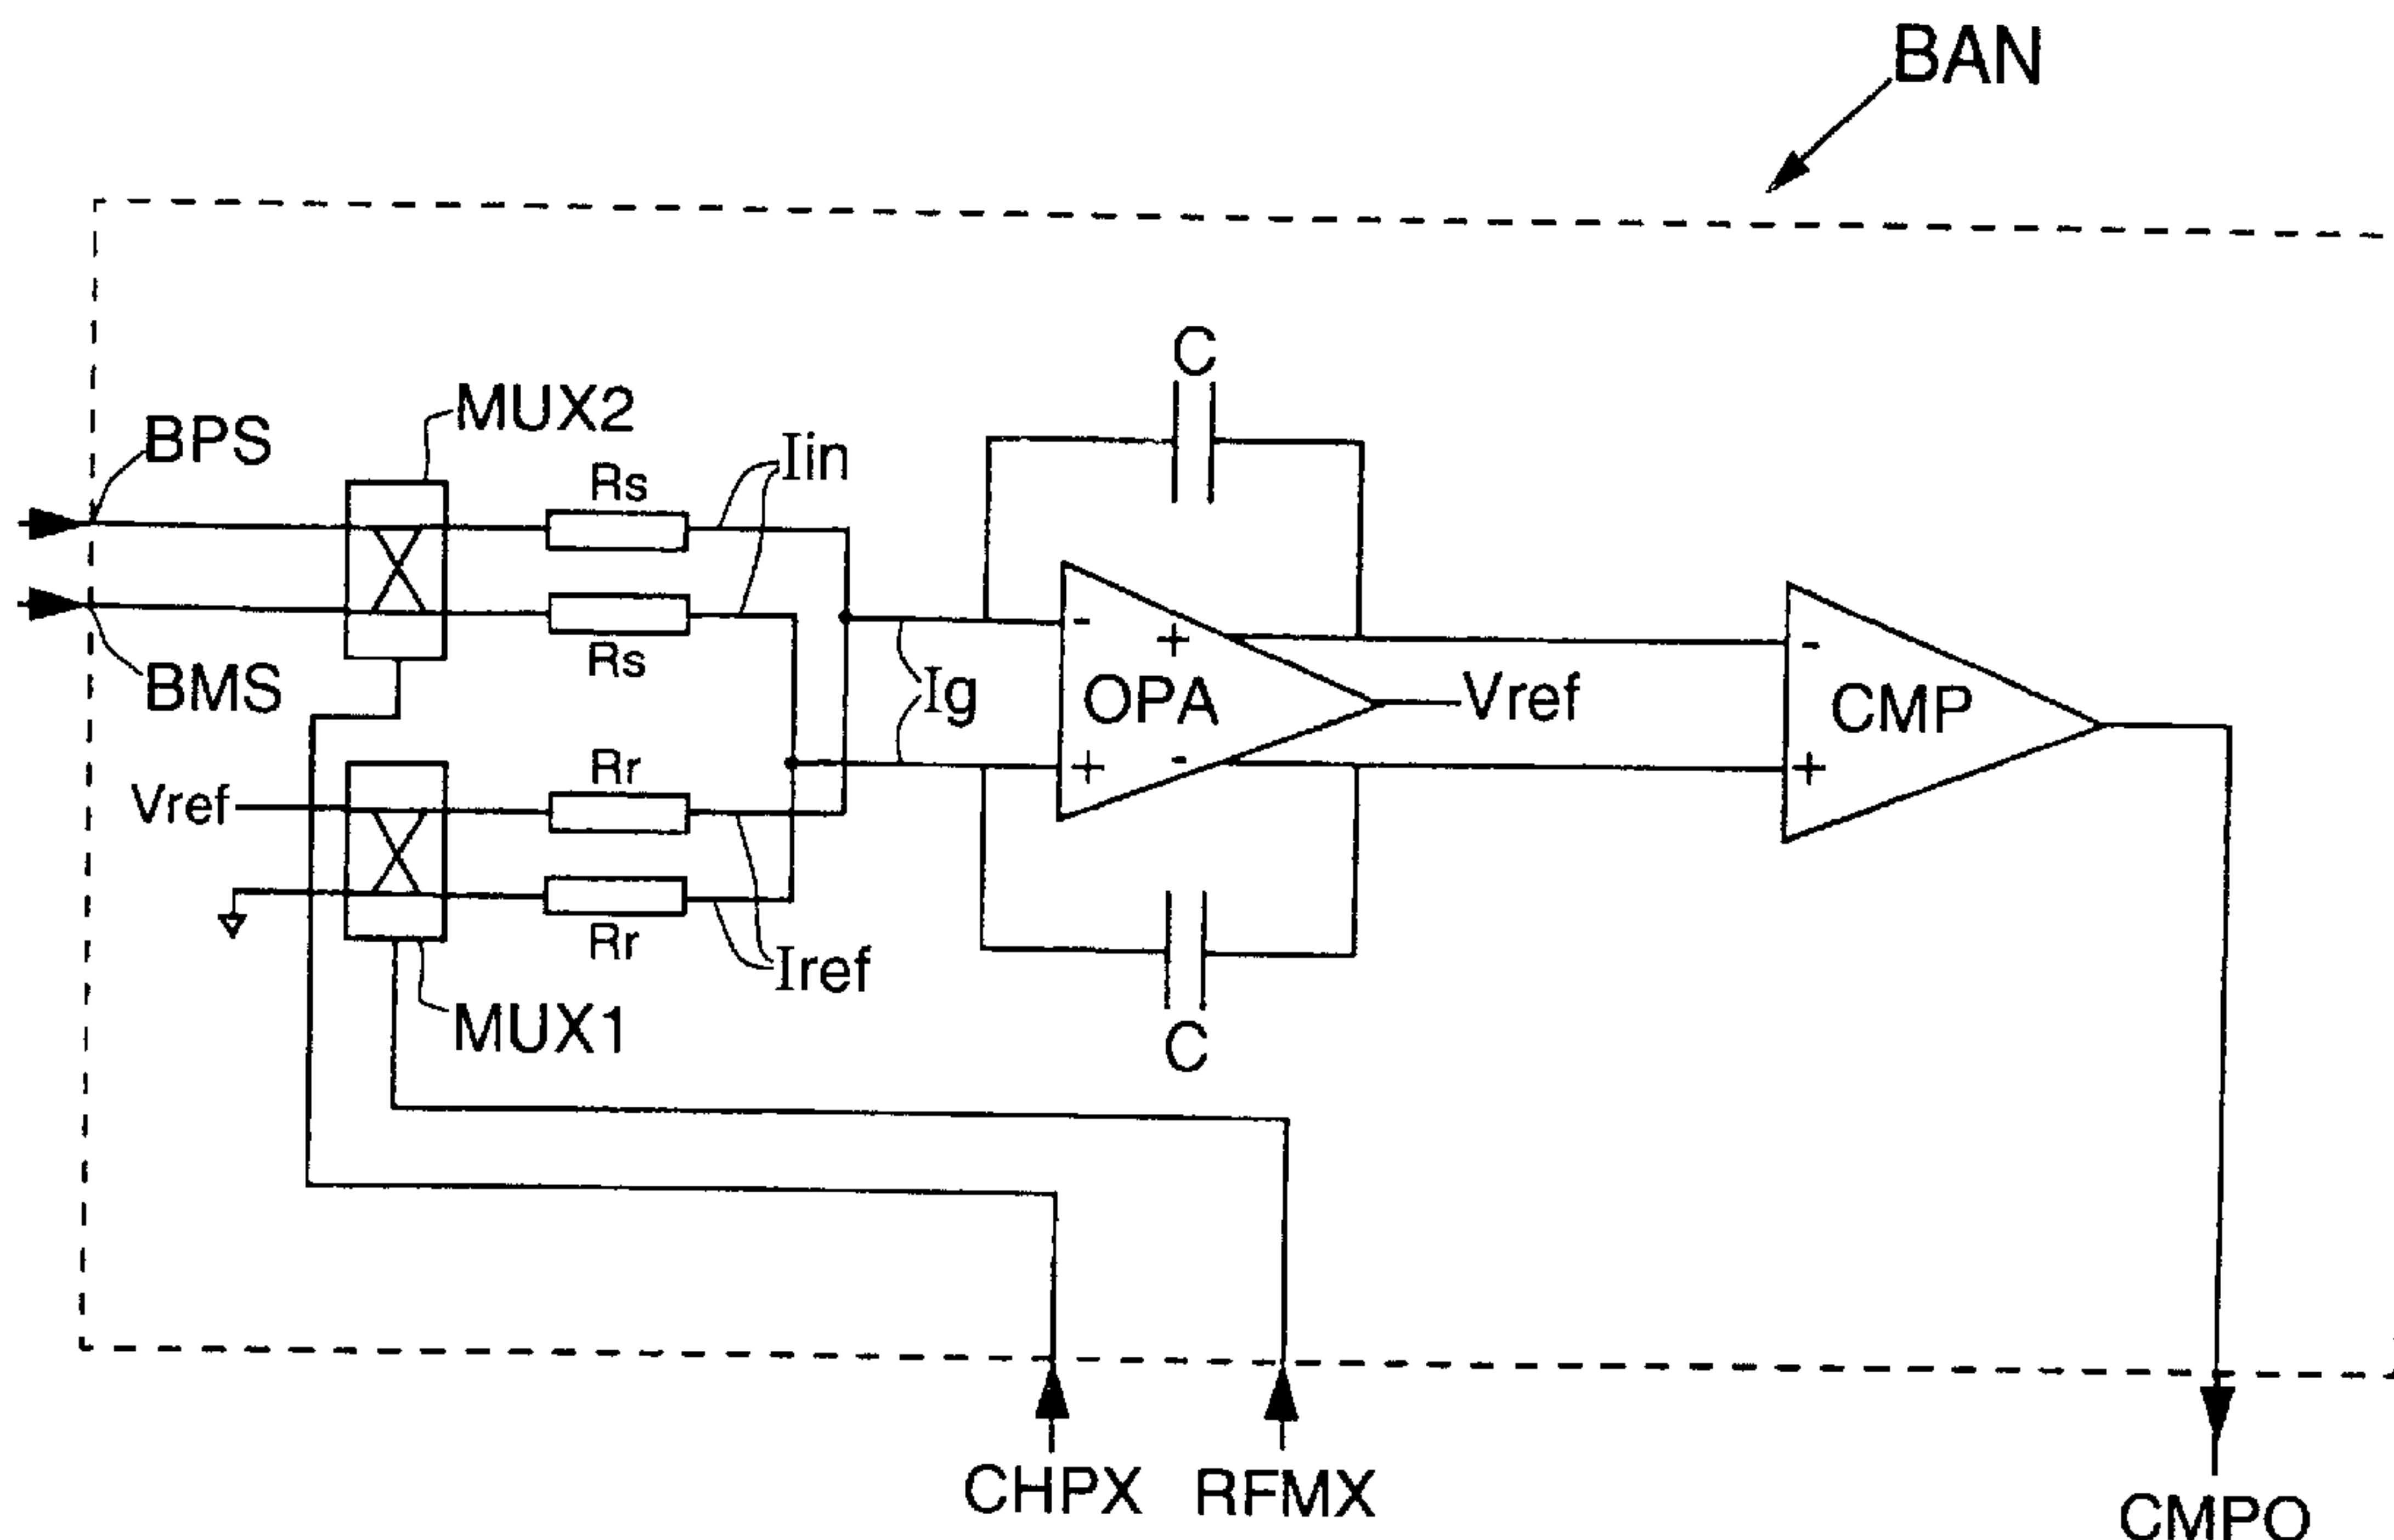 BAN
C
MUX2
BPS
Iin
Rs
Rs
BMS
-
+
-
Ig
OPA
Vref
CMP
Rr
Vref
+
-
+
Rr
Iref
MUX1
C
CHPX
RFMX
CMPO